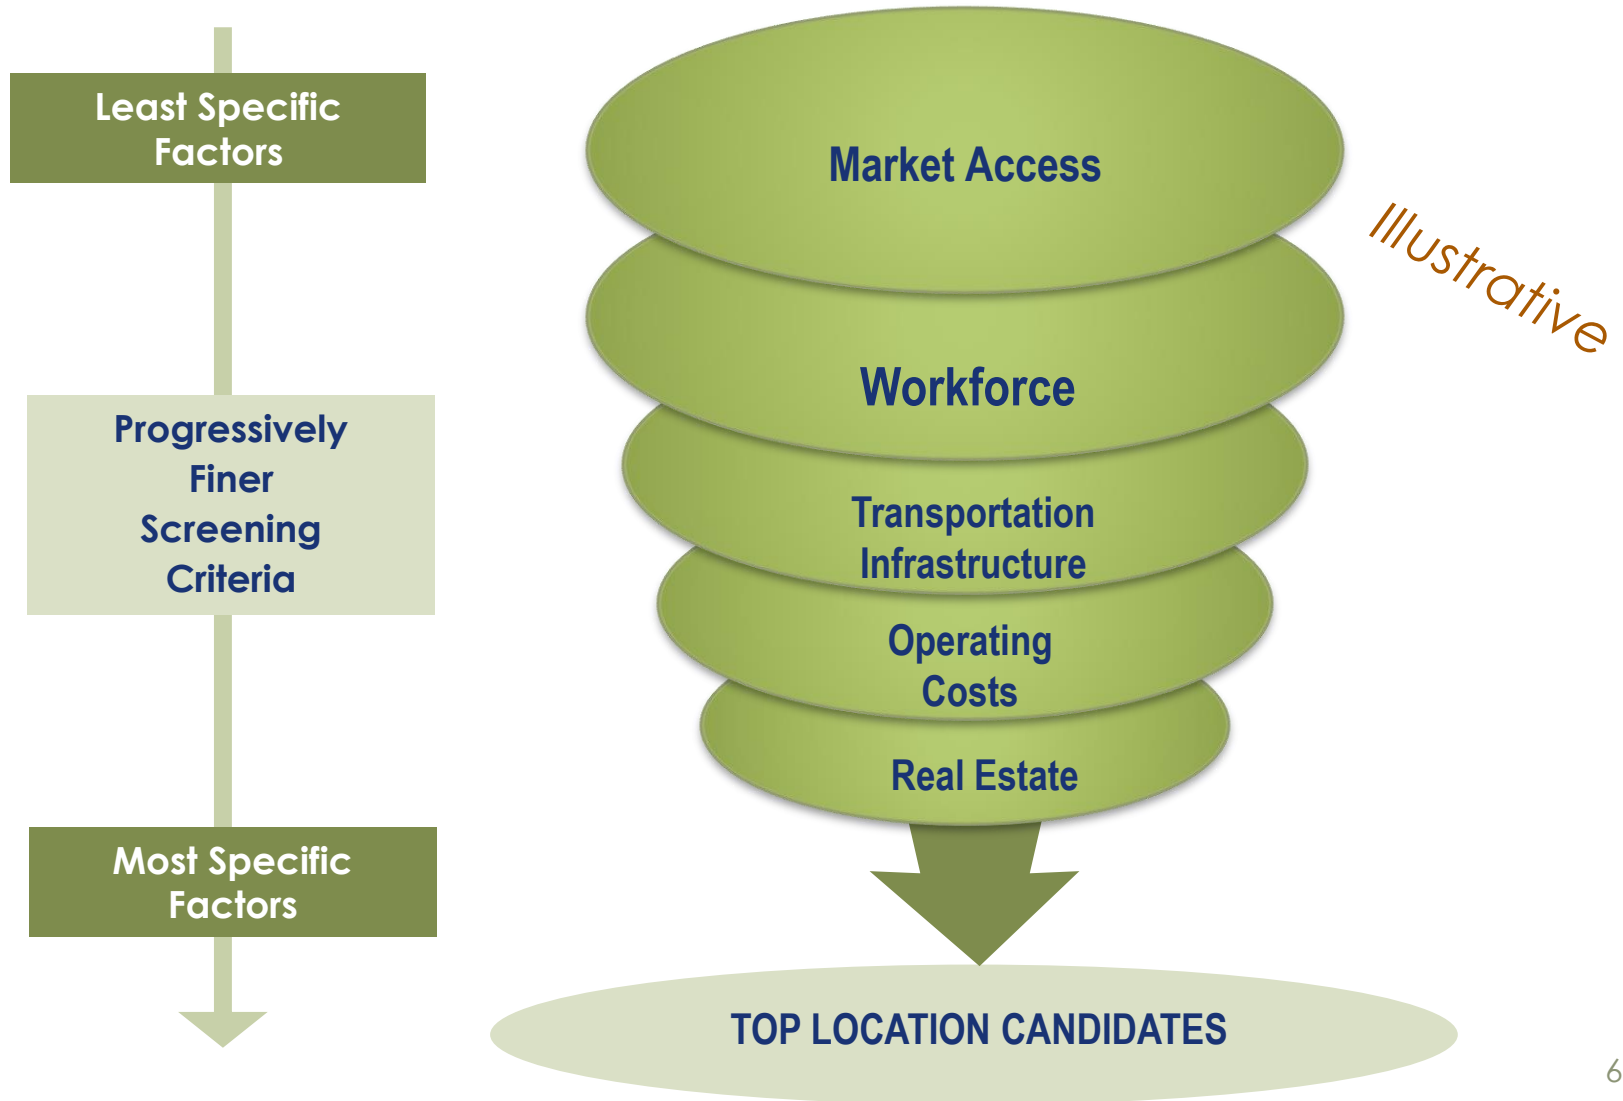 Least Specific
Factors
Progressively
Finer
Screening
Criteria
Most Specific
Factors
Market Access
Workforce
Transportation
Infrastructure
Operating
Costs
Real Estate
TOP LOCATION CANDIDATES
Illustrative
6